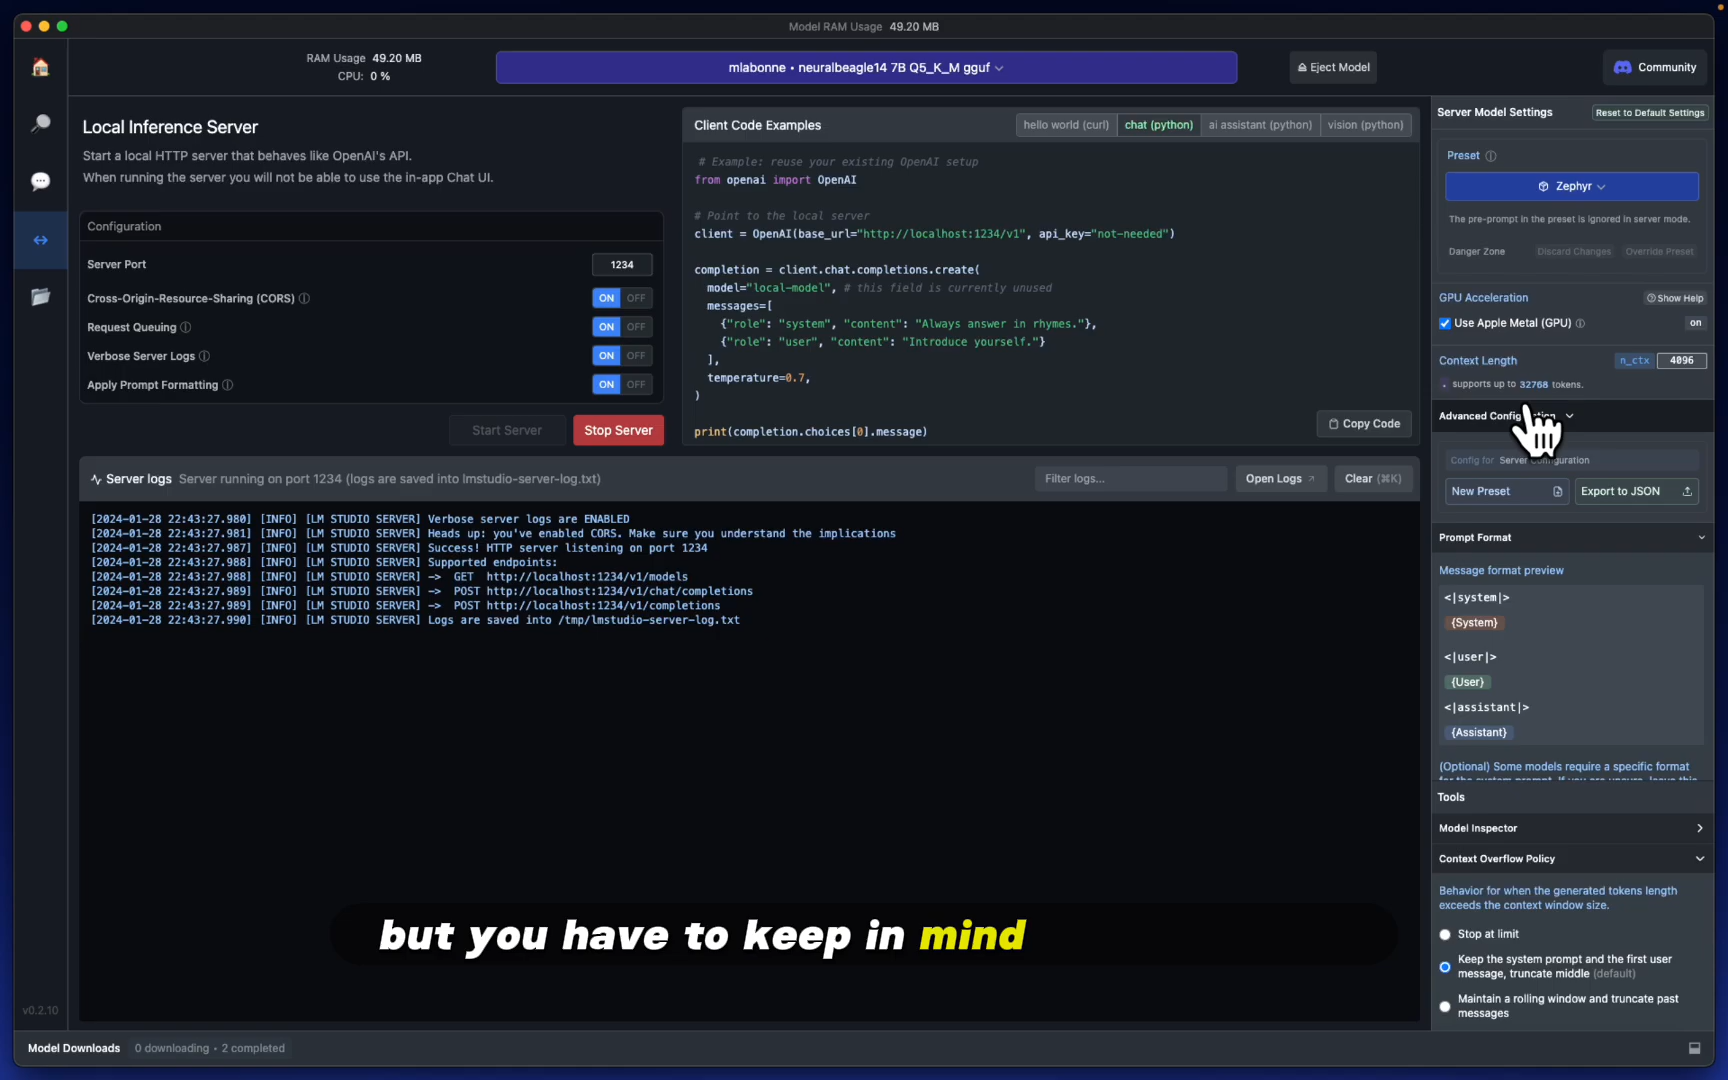 Model RAM Usage 49.20 MB
RAM Usage 49.20 MB
CPU: 0 %
mlabonne • neuralbeagle14 7B Q5_K_M gguf
Eject Model
Community
Local Inference Server
Start a local HTTP server that behaves like OpenAI's API.
When running the server you will not be able to use the in-app Chat UI.
Configuration
Server Port 1234
Cross-Origin-Resource-Sharing (CORS) ON OFF
Request Queuing ON OFF
Verbose Server Logs ON OFF
Apply Prompt Formatting ON OFF
Start Server Stop Server
Client Code Examples hello world (curl) chat (python) ai assistant (python) vision (python)
# Example: reuse your existing OpenAI setup
from openai import OpenAI
# Point to the local server
client = OpenAI(base_url="http://localhost:1234/v1", api_key="not-needed")
completion = client.chat.completions.create(
model="local-model", # this field is currently unused
messages=[
{"role": "system", "content": "Always answer in rhymes."},
{"role": "user", "content": "Introduce yourself."}
],
temperature=0.7,
)
print(completion.choices[0].message)
Copy Code
Server logs Server running on port 1234 (logs are saved into lmstudio-server-log.txt) Filter logs... Open Logs Clear (⌘K)
[2024-01-28 22:43:27.980] [INFO] [LM STUDIO SERVER] Verbose server logs are ENABLED
[2024-01-28 22:43:27.981] [INFO] [LM STUDIO SERVER] Heads up: you've enabled CORS. Make sure you understand the implications
[2024-01-28 22:43:27.987] [INFO] [LM STUDIO SERVER] Success! HTTP server listening on port 1234
[2024-01-28 22:43:27.988] [INFO] [LM STUDIO SERVER] Supported endpoints:
[2024-01-28 22:43:27.988] [INFO] [LM STUDIO SERVER] -> GET http://localhost:1234/v1/models
[2024-01-28 22:43:27.989] [INFO] [LM STUDIO SERVER] -> POST http://localhost:1234/v1/chat/completions
[2024-01-28 22:43:27.989] [INFO] [LM STUDIO SERVER] -> POST http://localhost:1234/v1/completions
[2024-01-28 22:43:27.990] [INFO] [LM STUDIO SERVER] Logs are saved into /tmp/lmstudio-server-log.txt
but you have to keep in mind
Server Model Settings Reset to Default Settings
Preset
Zephyr
The pre-prompt in the preset is ignored in server mode.
Danger Zone Discard Changes Override Preset
GPU Acceleration Show Help
Use Apple Metal (GPU) on
Context Length n_ctx 4096
supports up to 32768 tokens.
Advanced
Config for Server Configuration
New Preset Export to JSON
Prompt Format
Message format preview
<|system|>
{System}
<|user|>
{User}
<|assistant|>
{Assistant}
(Optional) Some models require a specific format
Tools
Model Inspector
Context Overflow Policy
Behavior for when the generated tokens length
exceeds the context window size.
Stop at limit
Keep the system prompt and the first user
message, truncate middle (default)
Maintain a rolling window and truncate past
messages
v0.2.10
Model Downloads 0 downloading • 2 completed